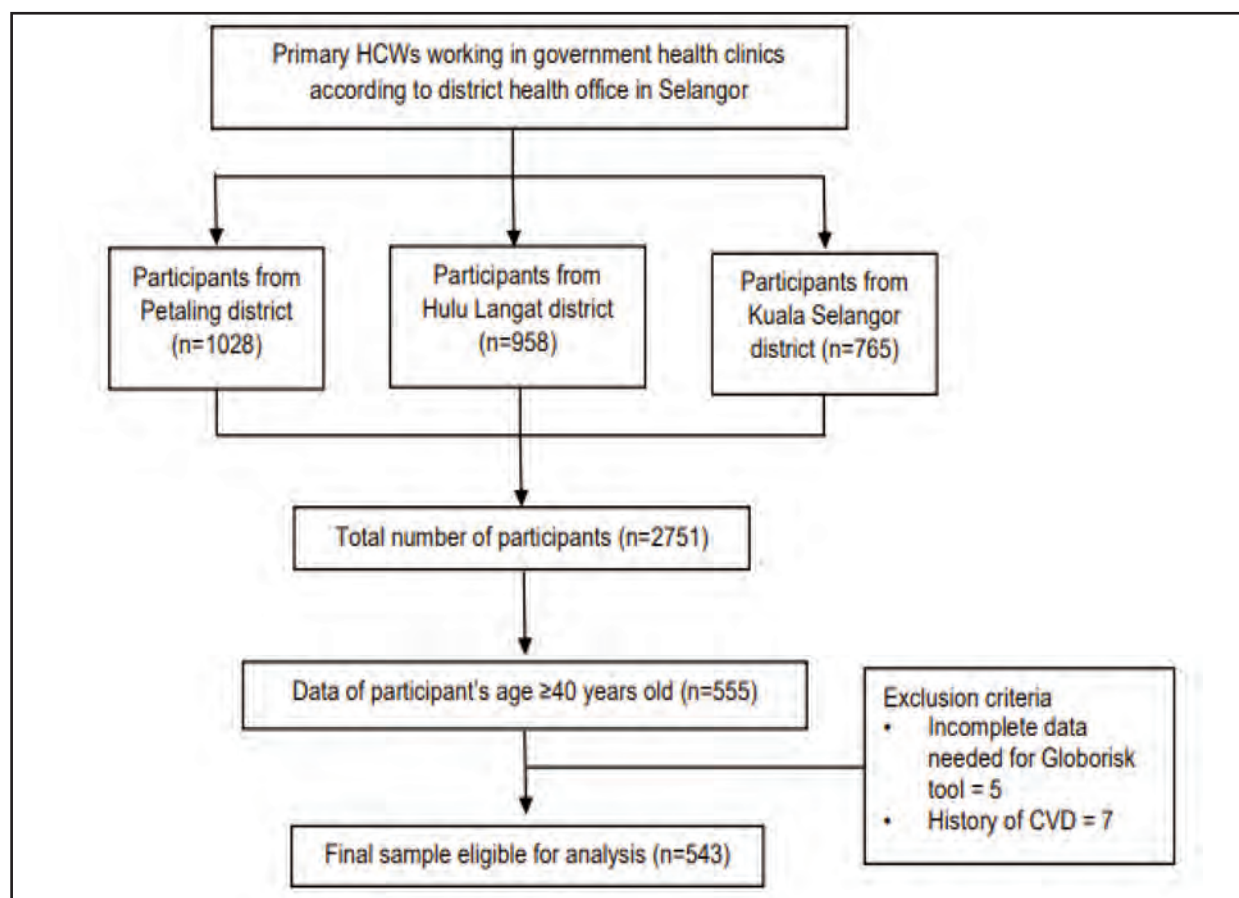 Primary HCWs working in government health clinics
according to district health office in Selangor
Participants from
Petaling district
(n=1028)
Participants from
Hulu Langat district
(n=958)
Participants from
Kuala Selangor
district (n=765)
Total number of participants (n=2751)
Data of participant's age ≥40 years old (n=555)
Exclusion criteria
• Incomplete data
needed for Globorisk
tool = 5
• History of CVD = 7
Final sample eligible for analysis (n=543)